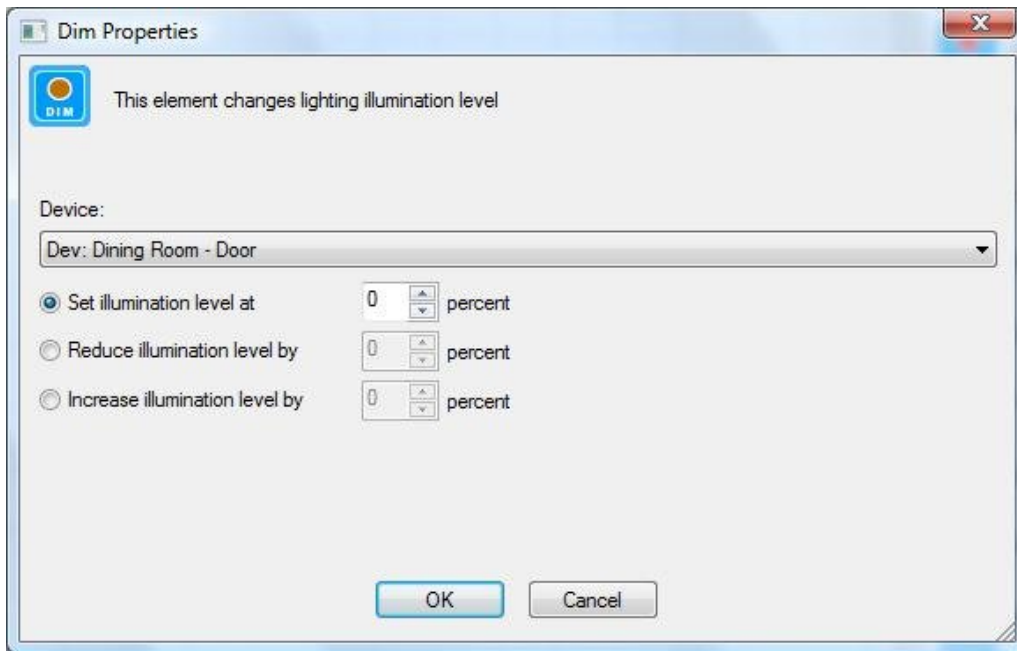 Dim Properties
DIM
This element changes lighting illumination level
Device:
Dev: Dining Room - Door
Set illumination level at 0 percent
Reduce illumination level by 0 percent
Increase illumination level by 0 percent
OK Cancel